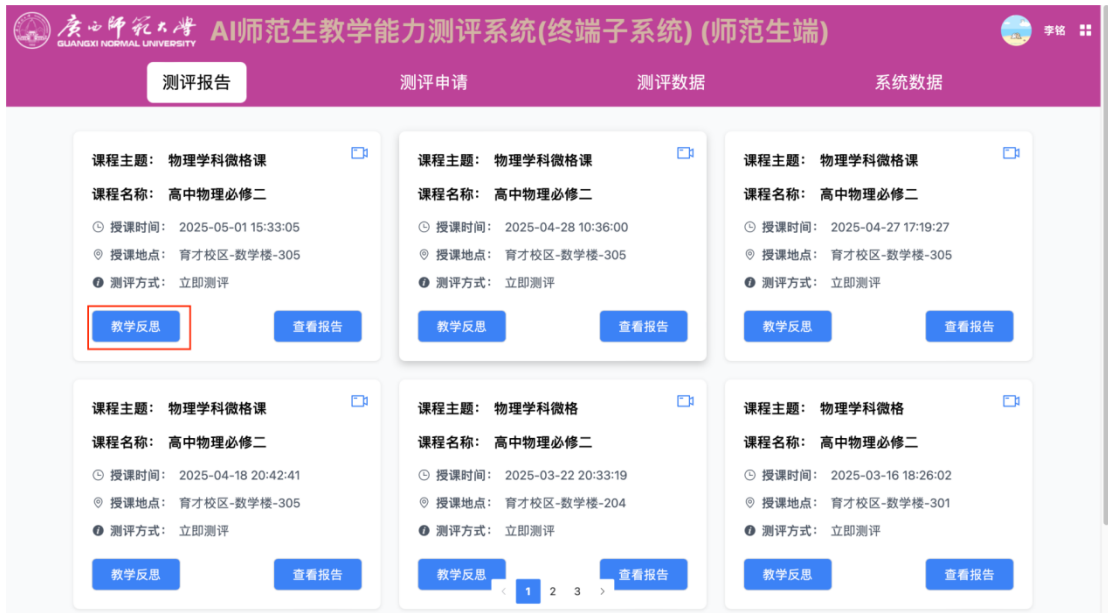 廣西師範大學
GUANGXI NORMAL UNIVERSITY
AI师范生教学能力测评系统(终端子系统) (师范生端)
李铭
测评报告 测评申请 测评数据 系统数据
课程主题： 物理学科微格课
课程名称： 高中物理必修二
授课时间： 2025-05-01 15:33:05
授课地点： 育才校区-数学楼-305
测评方式： 立即测评
教学反思 查看报告
课程主题： 物理学科微格课
课程名称： 高中物理必修二
授课时间： 2025-04-28 10:36:00
授课地点： 育才校区-数学楼-305
测评方式： 立即测评
教学反思 查看报告
课程主题： 物理学科微格课
课程名称： 高中物理必修二
授课时间： 2025-04-27 17:19:27
授课地点： 育才校区-数学楼-305
测评方式： 立即测评
教学反思 查看报告
课程主题： 物理学科微格课
课程名称： 高中物理必修二
授课时间： 2025-04-18 20:42:41
授课地点： 育才校区-数学楼-305
测评方式： 立即测评
教学反思 查看报告
课程主题： 物理学科微格
课程名称： 高中物理必修二
授课时间： 2025-03-22 20:33:19
授课地点： 育才校区-数学楼-204
测评方式： 立即测评
教学反思 查看报告
课程主题： 物理学科微格
课程名称： 高中物理必修二
授课时间： 2025-03-16 18:26:02
授课地点： 育才校区-数学楼-301
测评方式： 立即测评
教学反思 查看报告
< 1 2 3 >